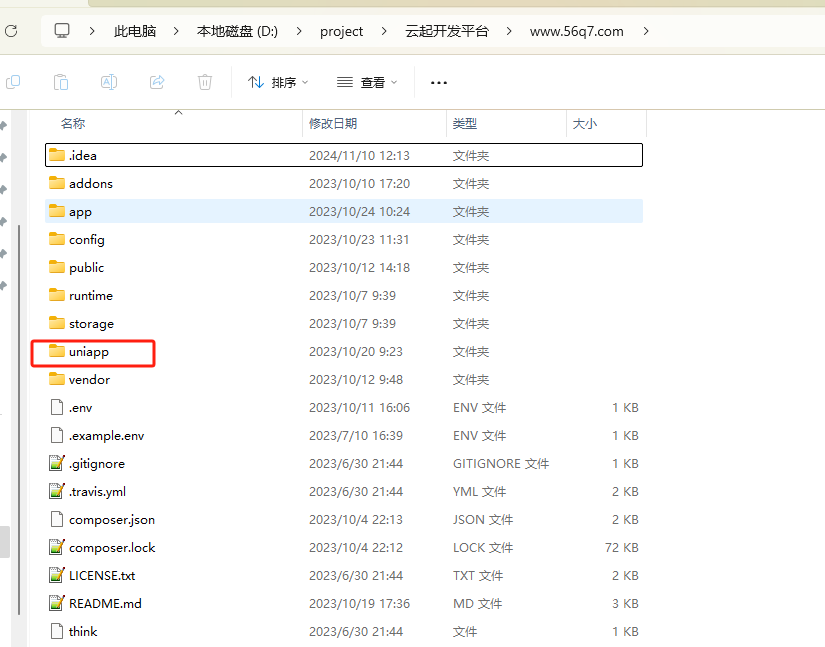 此电脑 > 本地磁盘 (D:) > project > 云起开发平台 > www.56q7.com >
排序 查看 ...
名称 修改日期 类型 大小
.idea 2024/11/10 12:13 文件夹
addons 2023/10/10 17:20 文件夹
app 2023/10/24 10:24 文件夹
config 2023/10/23 11:31 文件夹
public 2023/10/12 14:18 文件夹
runtime 2023/10/7 9:39 文件夹
storage 2023/10/7 9:39 文件夹
uniapp 2023/10/20 9:23 文件夹
vendor 2023/10/12 9:48 文件夹
.env 2023/10/11 16:06 ENV 文件 1 KB
.example.env 2023/7/10 16:39 ENV 文件 1 KB
.gitignore 2023/6/30 21:44 GITIGNORE 文件 1 KB
.travis.yml 2023/6/30 21:44 YML 文件 2 KB
composer.json 2023/10/4 22:13 JSON 文件 2 KB
composer.lock 2023/10/4 22:12 LOCK 文件 72 KB
LICENSE.txt 2023/6/30 21:44 TXT 文件 2 KB
README.md 2023/10/19 17:36 MD 文件 3 KB
think 2023/6/30 21:44 文件 1 KB